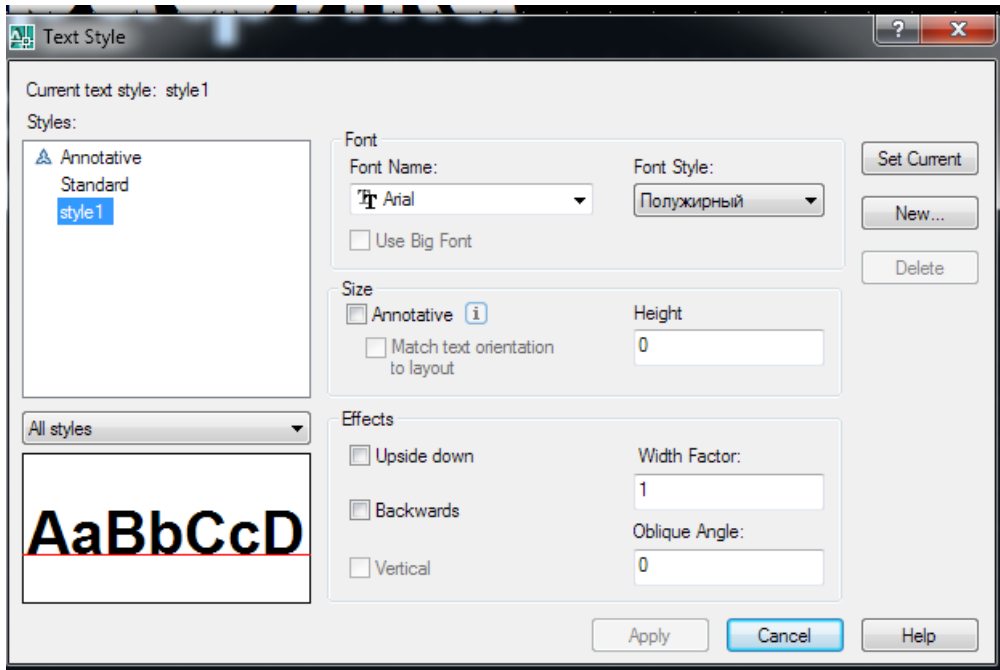 Text Style
Current text style: style1
Styles:
Annotative
Standard
style1
All styles
AaBbCcD
Font
Font Name:
Arial
Use Big Font
Font Style:
Полужирный
Size
Annotative
Match text orientation
to layout
Height
0
Effects
Upside down
Backwards
Vertical
Width Factor:
1
Oblique Angle:
0
Set Current
New...
Delete
Apply
Cancel
Help